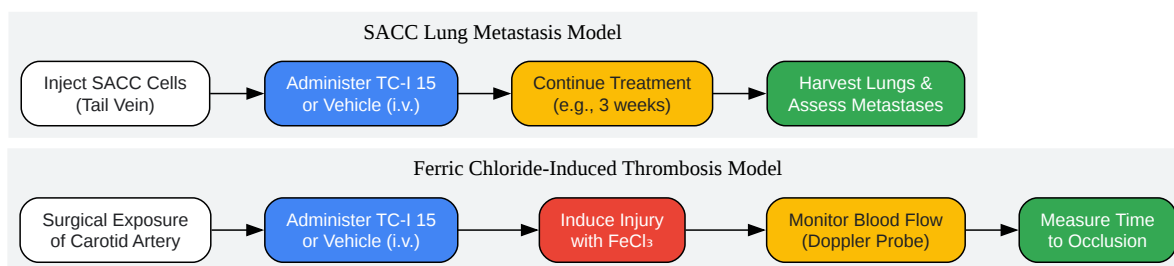 SACC Lung Metastasis Model
Inject SACC Cells
(Tail Vein)
Administer TC-I 15
or Vehicle (i.v.)
Continue Treatment
(e.g., 3 weeks)
Harvest Lungs &
Assess Metastases
Ferric Chloride-Induced Thrombosis Model
Surgical Exposure
of Carotid Artery
Administer TC-I 15
or Vehicle (i.v.)
Induce Injury
with FeCl₃
Monitor Blood Flow
(Doppler Probe)
Measure Time
to Occlusion